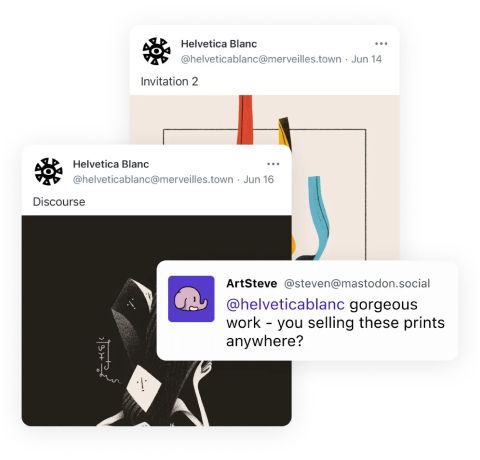 Helvetica Blanc
@helveticablanc@merveilles.town · Jun 14
Invitation 2
Helvetica Blanc
@helveticablanc@merveilles.town · Jun 16
Discourse
ArtSteve @steven@mastodon.social
@helveticablanc gorgeous
work - you selling these prints
anywhere?